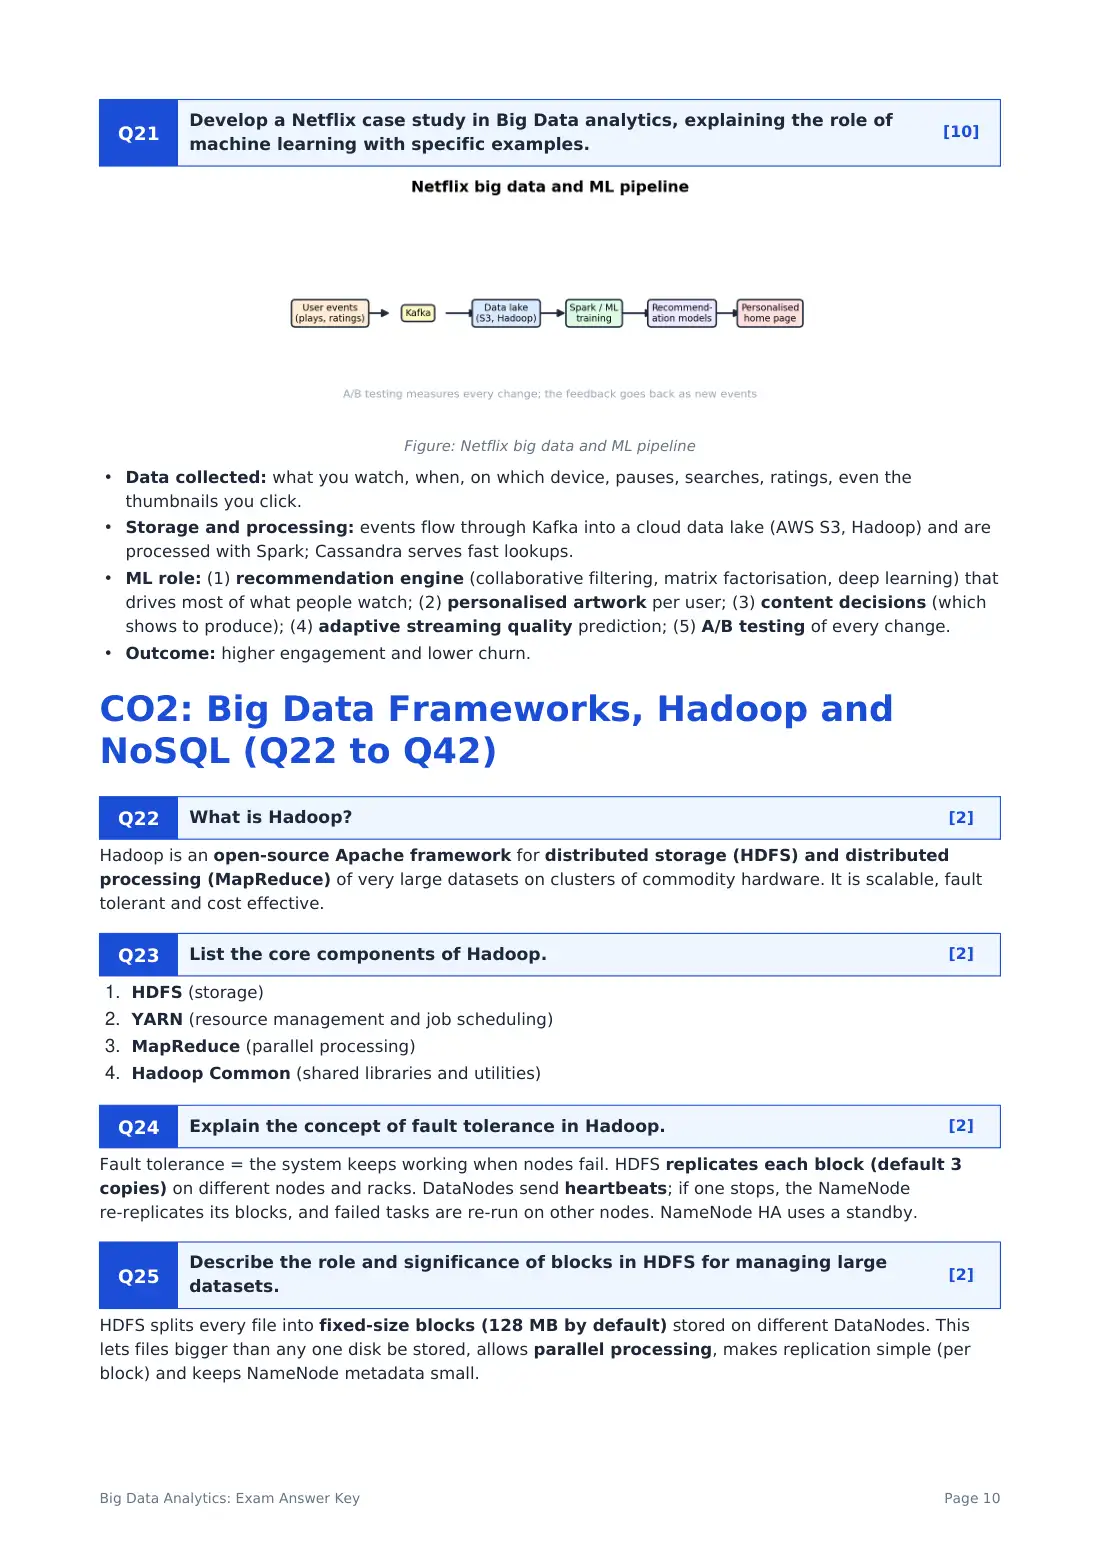 Q21
Develop a Netflix case study in Big Data analytics, explaining the role of
machine learning with specific examples.
[10]
Netflix big data and ML pipeline
User events
(plays, ratings)
Kafka
Data lake
(S3, Hadoop)
Spark / ML
training
Recommend-
ation models
Personalised
home page
A/B testing measures every change; the feedback goes back as new events
Figure: Netflix big data and ML pipeline
• Data collected: what you watch, when, on which device, pauses, searches, ratings, even the
thumbnails you click.
• Storage and processing: events flow through Kafka into a cloud data lake (AWS S3, Hadoop) and are
processed with Spark; Cassandra serves fast lookups.
• ML role: (1) recommendation engine (collaborative filtering, matrix factorisation, deep learning) that
drives most of what people watch; (2) personalised artwork per user; (3) content decisions (which
shows to produce); (4) adaptive streaming quality prediction; (5) A/B testing of every change.
• Outcome: higher engagement and lower churn.
CO2: Big Data Frameworks, Hadoop and
NoSQL (Q22 to Q42)
Q22 What is Hadoop? [2]
Hadoop is an open-source Apache framework for distributed storage (HDFS) and distributed
processing (MapReduce) of very large datasets on clusters of commodity hardware. It is scalable, fault
tolerant and cost effective.
Q23 List the core components of Hadoop. [2]
1. HDFS (storage)
2. YARN (resource management and job scheduling)
3. MapReduce (parallel processing)
4. Hadoop Common (shared libraries and utilities)
Q24 Explain the concept of fault tolerance in Hadoop. [2]
Fault tolerance = the system keeps working when nodes fail. HDFS replicates each block (default 3
copies) on different nodes and racks. DataNodes send heartbeats; if one stops, the NameNode
re-replicates its blocks, and failed tasks are re-run on other nodes. NameNode HA uses a standby.
Q25
Describe the role and significance of blocks in HDFS for managing large
datasets.
[2]
HDFS splits every file into fixed-size blocks (128 MB by default) stored on different DataNodes. This
lets files bigger than any one disk be stored, allows parallel processing, makes replication simple (per
block) and keeps NameNode metadata small.
Big Data Analytics: Exam Answer Key
Page 10